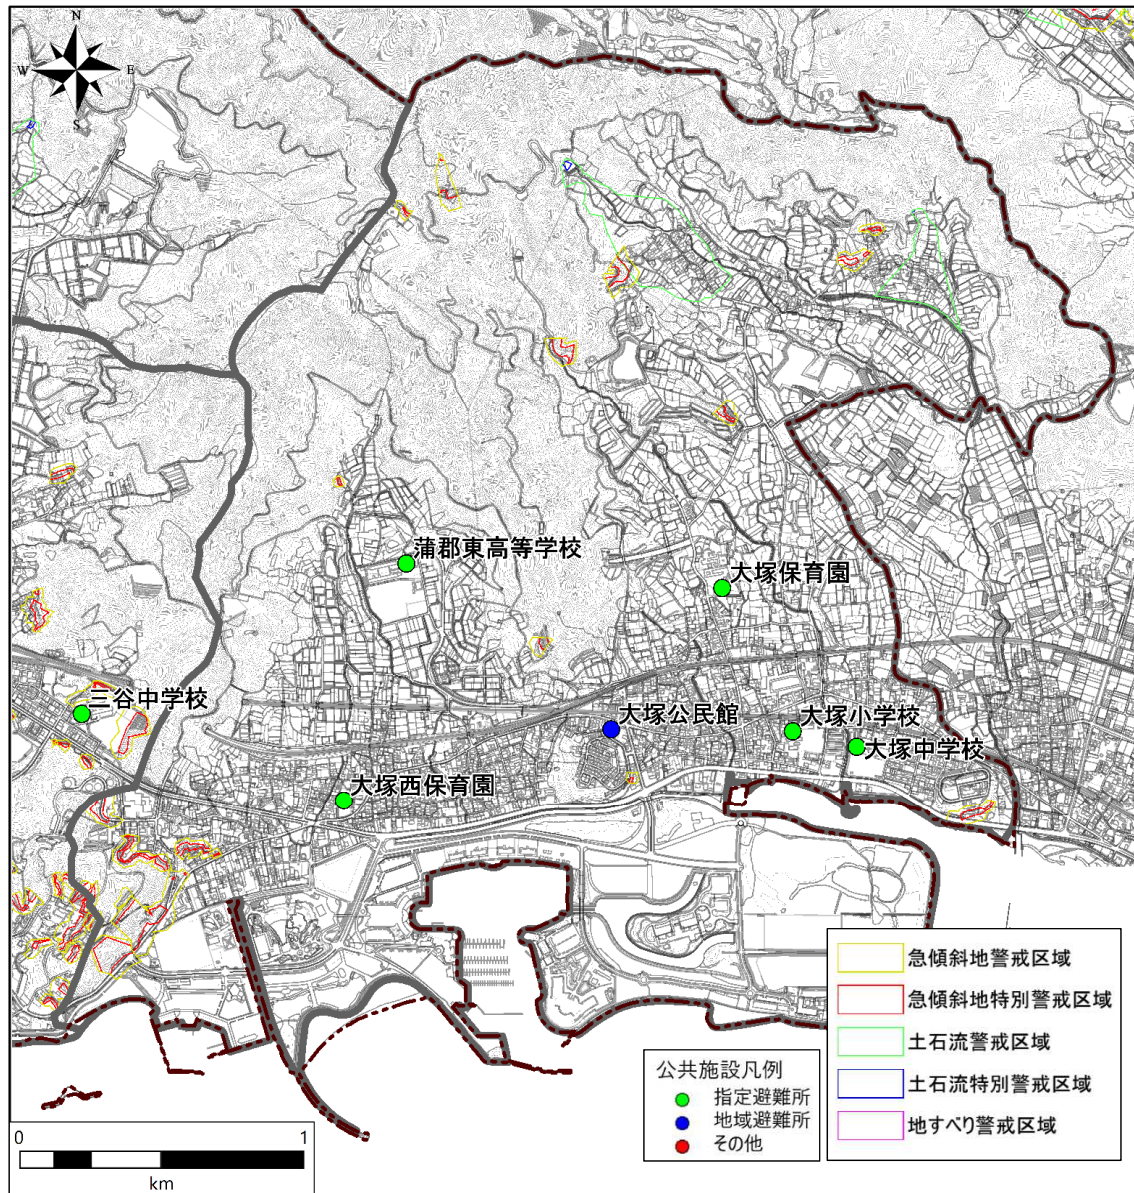 N
W
E
S
蒲郡東高等学校
大塚保育園
三谷中学校
大塚公民館
大塚小学校
大塚中学校
大塚西保育園
急傾斜地警戒区域
急傾斜地特別警戒区域
土石流警戒区域
土石流特別警戒区域
地すべり警戒区域
公共施設凡例
指定避難所
地域避難所
その他
0 1
km